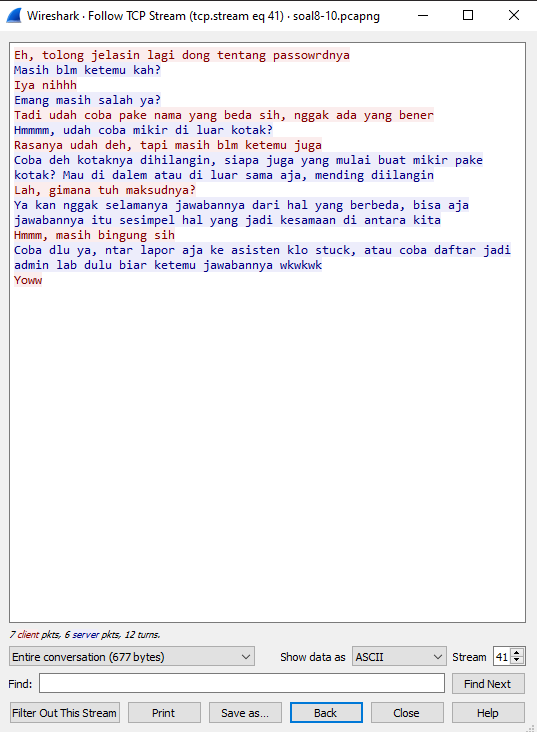 Wireshark · Follow TCP Stream (tcp.stream eq 41) · soal8-10.pcapng
Eh, tolong jelasin lagi dong tentang passowrdnya
Masih blm ketemu kah?
Iya nihhh
Emang masih salah ya?
Tadi udah coba pake nama yang beda sih, nggak ada yang bener
Hmmmm, udah coba mikir di luar kotak?
Rasanya udah deh, tapi masih blm ketemu juga
Coba deh kotaknya dihilangin, siapa juga yang mulai buat mikir pake
kotak? Mau di dalem atau di luar sama aja, mending diilangin
Lah, gimana tuh maksudnya?
Ya kan nggak selamanya jawabannya dari hal yang berbeda, bisa aja
jawabannya itu sesimpel hal yang jadi kesamaan di antara kita
Hmmm, masih bingung sih
Coba dlu ya, ntar lapor aja ke asisten klo stuck, atau coba daftar jadi
admin lab dulu biar ketemu jawabannya wkwkwk
Yoww
7 client pkts, 6 server pkts, 12 turns.
Entire conversation (677 bytes) Show data as ASCII Stream 41
Find: Find Next
Filter Out This Stream Print Save as... Back Close Help